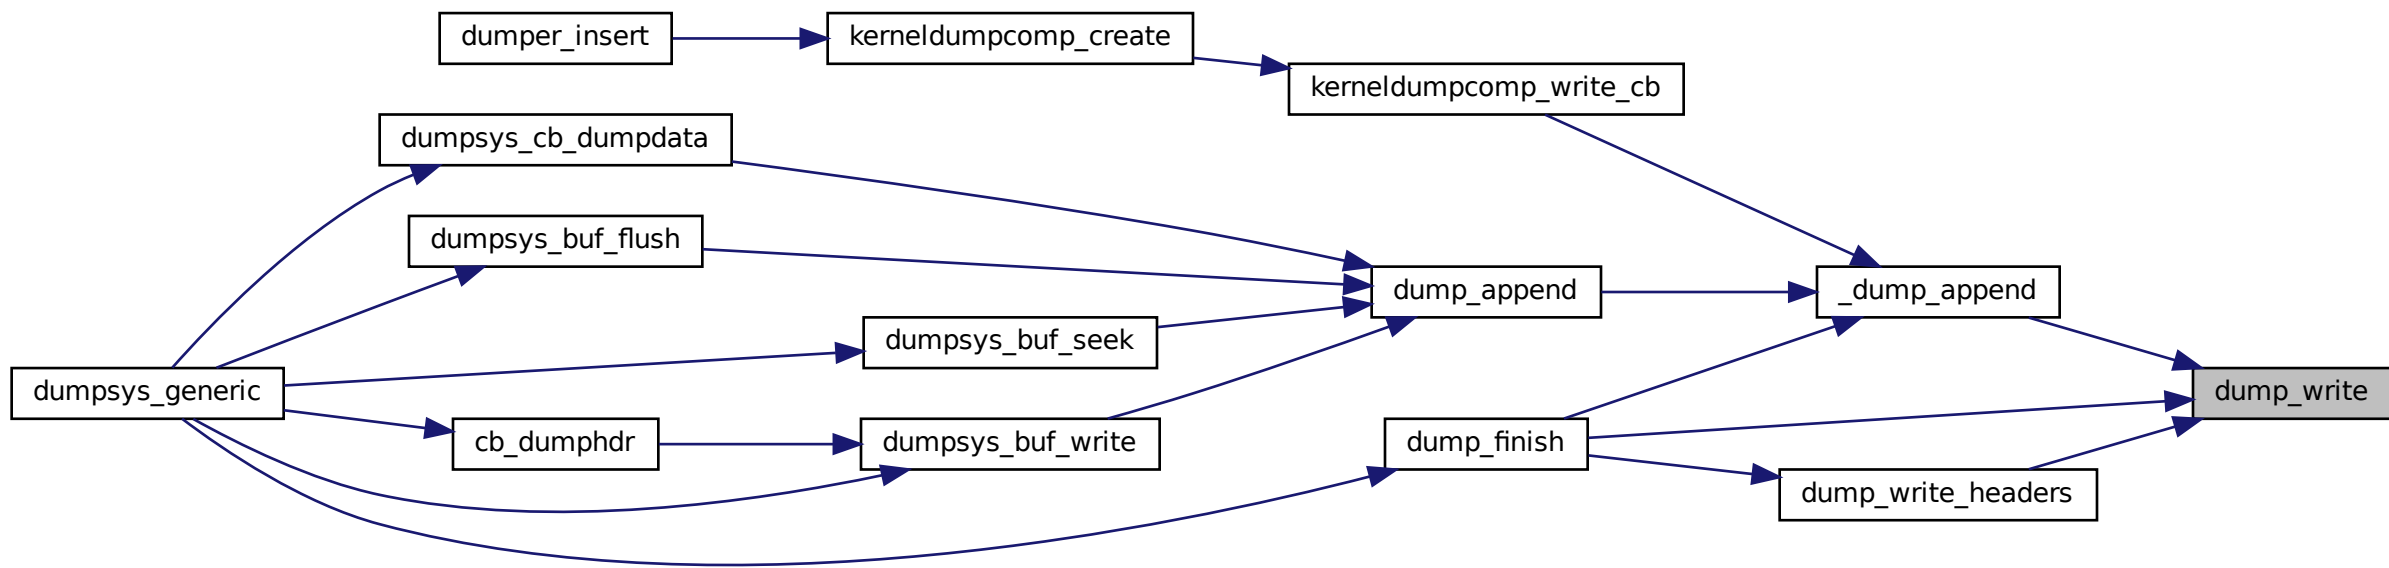 dumper_insert
kerneldumpcomp_create
kerneldumpcomp_write_cb
dumpsys_cb_dumpdata
dumpsys_buf_flush
dump_append
_dump_append
dumpsys_buf_seek
dumpsys_generic
dump_write
cb_dumphdr
dumpsys_buf_write
dump_finish
dump_write_headers